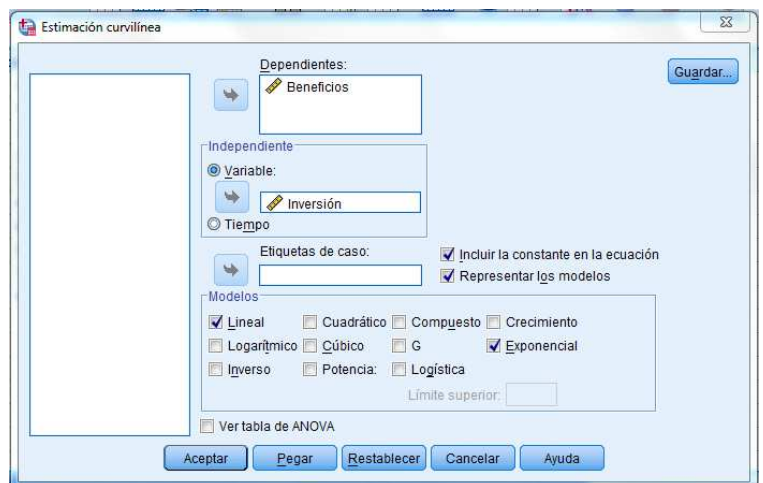 Estimación curvilínea
Dependientes:
Beneficios
Guardar...
Independiente
Variable:
Inversión
Tiempo
Etiquetas de caso:
Incluir la constante en la ecuación
Representar los modelos
Modelos
Lineal Cuadrático Compuesto Crecimiento
Logarítmico Cúbico G Exponencial
Inverso Potencia: Logística
Límite superior:
Ver tabla de ANOVA
Aceptar Pegar Restablecer Cancelar Ayuda